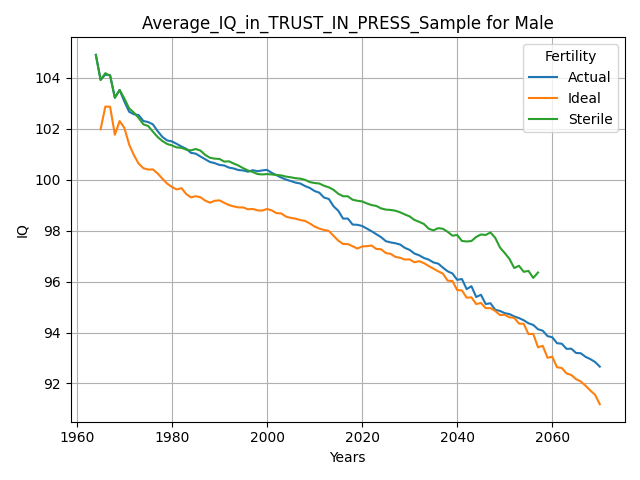 Average_IQ_in_TRUST_IN_PRESS_Sample for Male
Fertility
Actual
Ideal
Sterile
104
102
100
98
96
94
92
IQ
1960
1980
2000
2020
2040
2060
Years